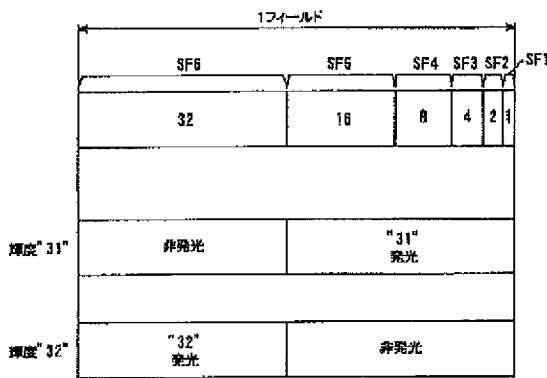 1フィールド
SF6 SF5 SF4 SF3 SF2 SF1
32 16 8 4 2 1
輝度"31" 非発光 "31"
発光
輝度"32" "32"
発光 非発光